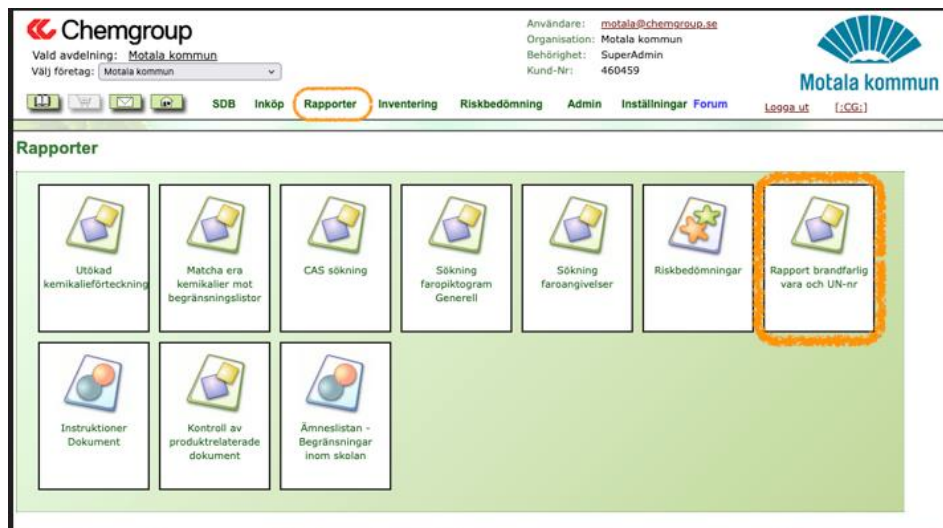 Chemgroup
Vald avdelning: Motala kommun
Välj företag: Motala kommun
Användare: motala@chemgroup.se
Organisation: Motala kommun
Behörighet: SuperAdmin
Kund-Nr: 460459
Motala kommun
SDB Inköp Rapporter Inventering Riskbedömning Admin Inställningar Forum
Logga ut [:CG:]
Rapporter
Utökad
kemikalieförteckning
Matcha era
kemikalier mot
begränsningslistor
CAS sökning
Sökning
faropiktogram
Generell
Sökning
faroangivelser
Riskbedömningar
Rapport brandfarlig
vara och UN-nr
Instruktioner
Dokument
Kontroll av
produktrelaterade
dokument
Ämneslistan -
Begränsningar
inom skolan